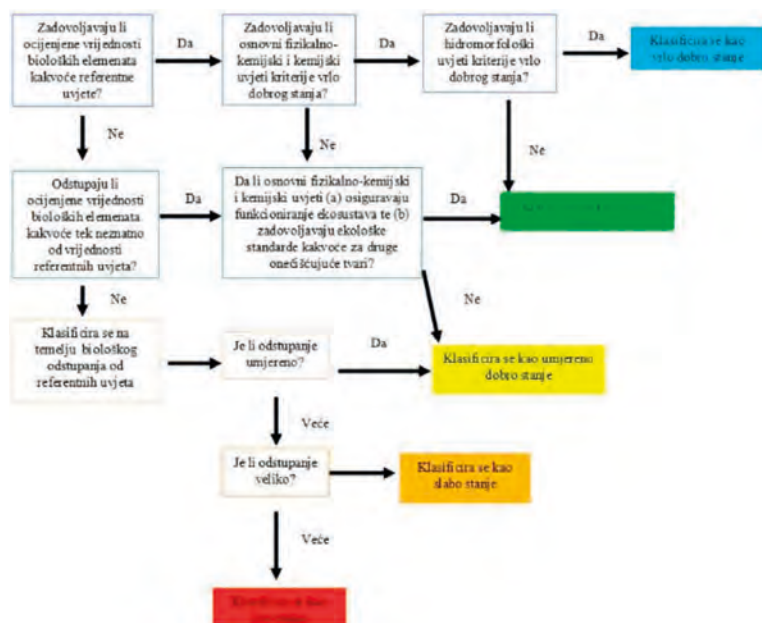 Zadovoljavaju li
ocijenjene vrijednosti
bioloških elemenata
kakvoće referentne
uvjete?
Da
Zadovoljavaju li
osnovni fizikalno-
kemijski i kemijski
uvjeti kriterije vrlo
dobrog stanja?
Da
Zadovoljavaju li
hidromorfološki
uvjeti kriterije vrlo
dobrog stanja?
Da
Klasificira se kao
vrlo dobro stanje
Ne
Ne
Ne
Odstupaju li
ocijenjene vrijednosti
bioloških elemenata
kakvoće tek neznatno
od vrijednosti
referentnih uvjeta?
Da
Da li osnovni fizikalno-kemijski
i kemijski uvjeti (a) osiguravaju
funkcioniranje ekosustava te (b)
zadovoljavaju ekološke
standarde kakvoće za druge
onečišćujuće tvari?
Da
Ne
Ne
Klasificira se na
temelju biološkog
odstupanja od
referentnih uvjeta
Je li odstupanje
umjereno?
Da
Klasificira se kao umjereno
dobro stanje
Veće
Je li odstupanje
veliko?
Klasificira se kao
slabo stanje
Veće